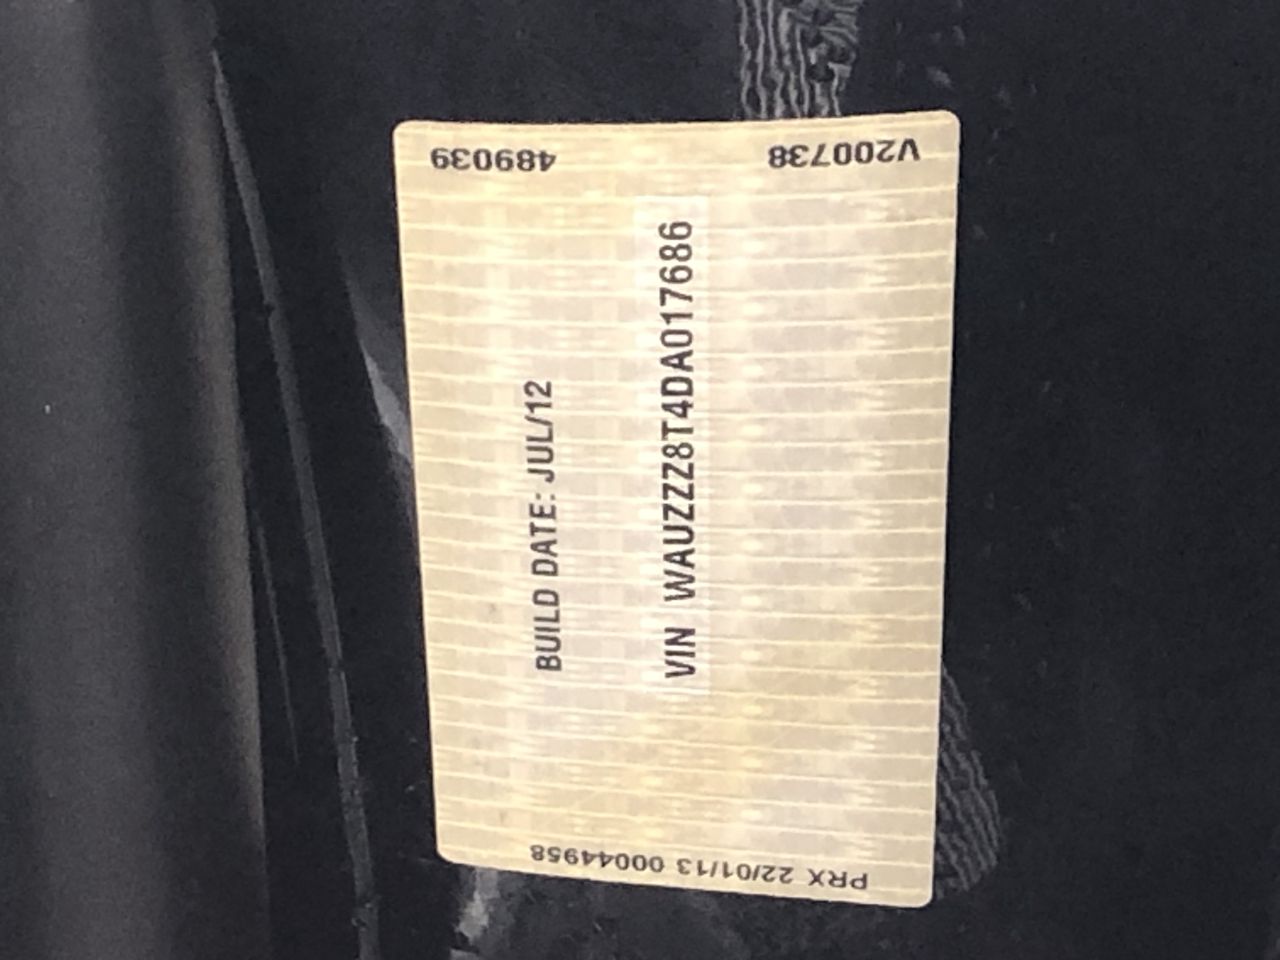 V200738
489039
BUILD DATE: JUL/12
VIN WAUZZZ8T4DA017686
PRX 22/01/13 00044958